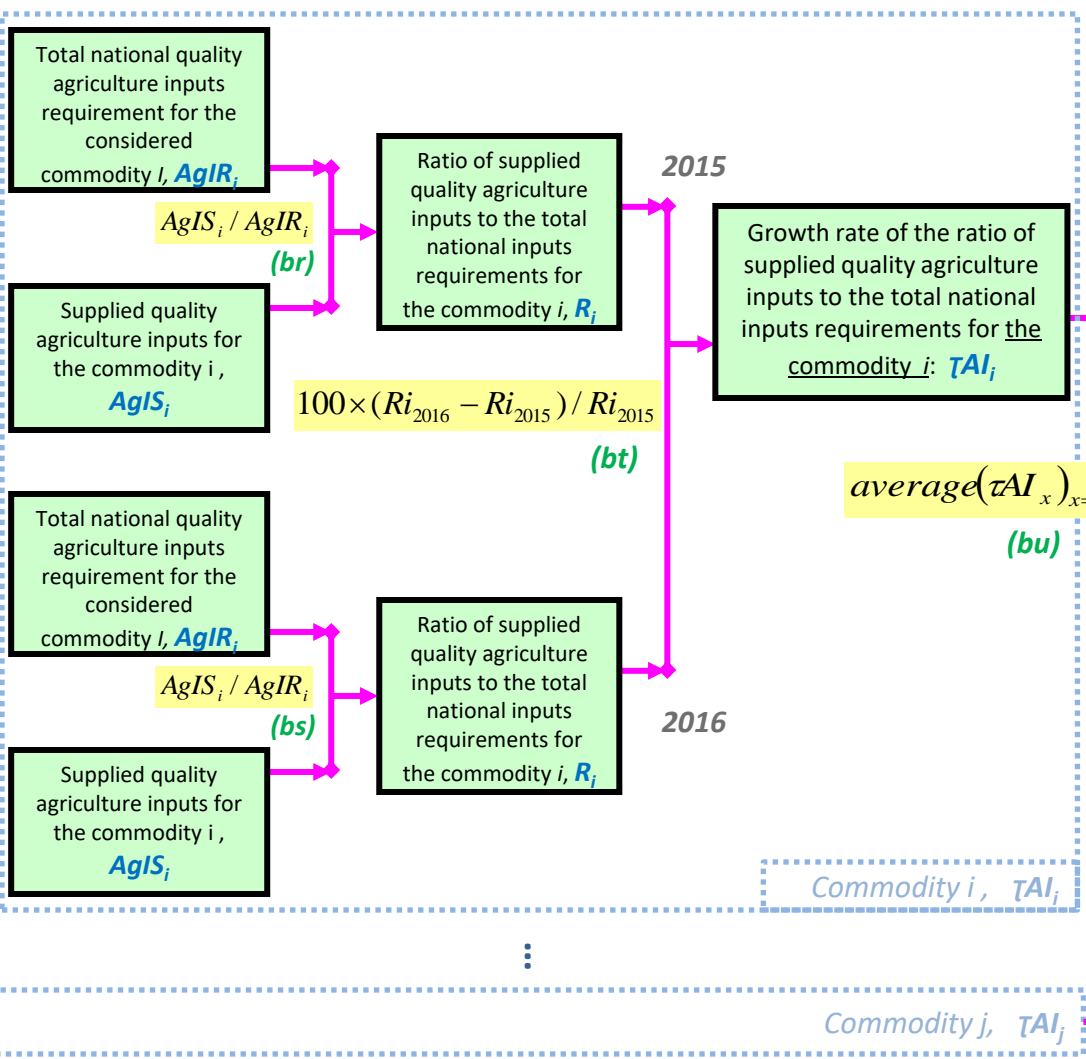 Total national quality
agriculture inputs
requirement for the
considered
commodity I, AgIR_i
AgIS_i / AgIR_i
(br)
Supplied quality
agriculture inputs for
the commodity i ,
AgIS_i
Ratio of supplied
quality agriculture
inputs to the total
national inputs
requirements for
the commodity i, R_i
2015
Growth rate of the ratio of
supplied quality agriculture
inputs to the total national
inputs requirements for the
commodity i: ҬAI_i
100×(Ri_2016 − Ri_2015) / Ri_2015
(bt)
average(τAI_x)_x=
(bu)
Total national quality
agriculture inputs
requirement for the
considered
commodity I, AgIR_i
AgIS_i / AgIR_i
(bs)
Supplied quality
agriculture inputs for
the commodity i ,
AgIS_i
Ratio of supplied
quality agriculture
inputs to the total
national inputs
requirements for
the commodity i, R_i
2016
Commodity i , ҬAI_i
⋮
Commodity j, ҬAI_j